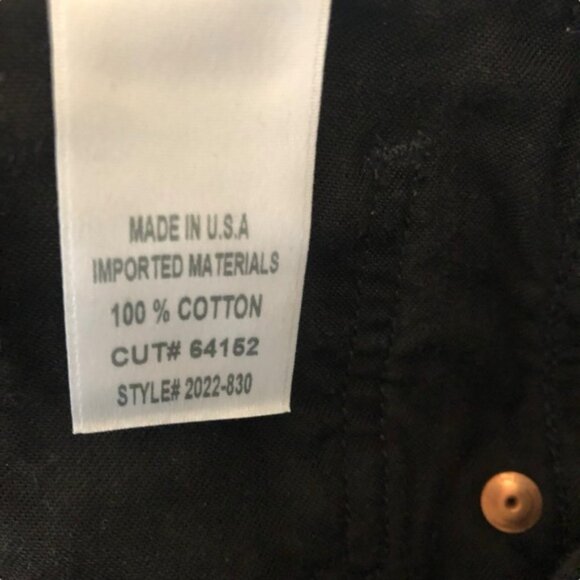 MADE IN U.S.A
IMPORTED MATERIALS
100 % COTTON
CUT# 64152
STYLE# 2022-830